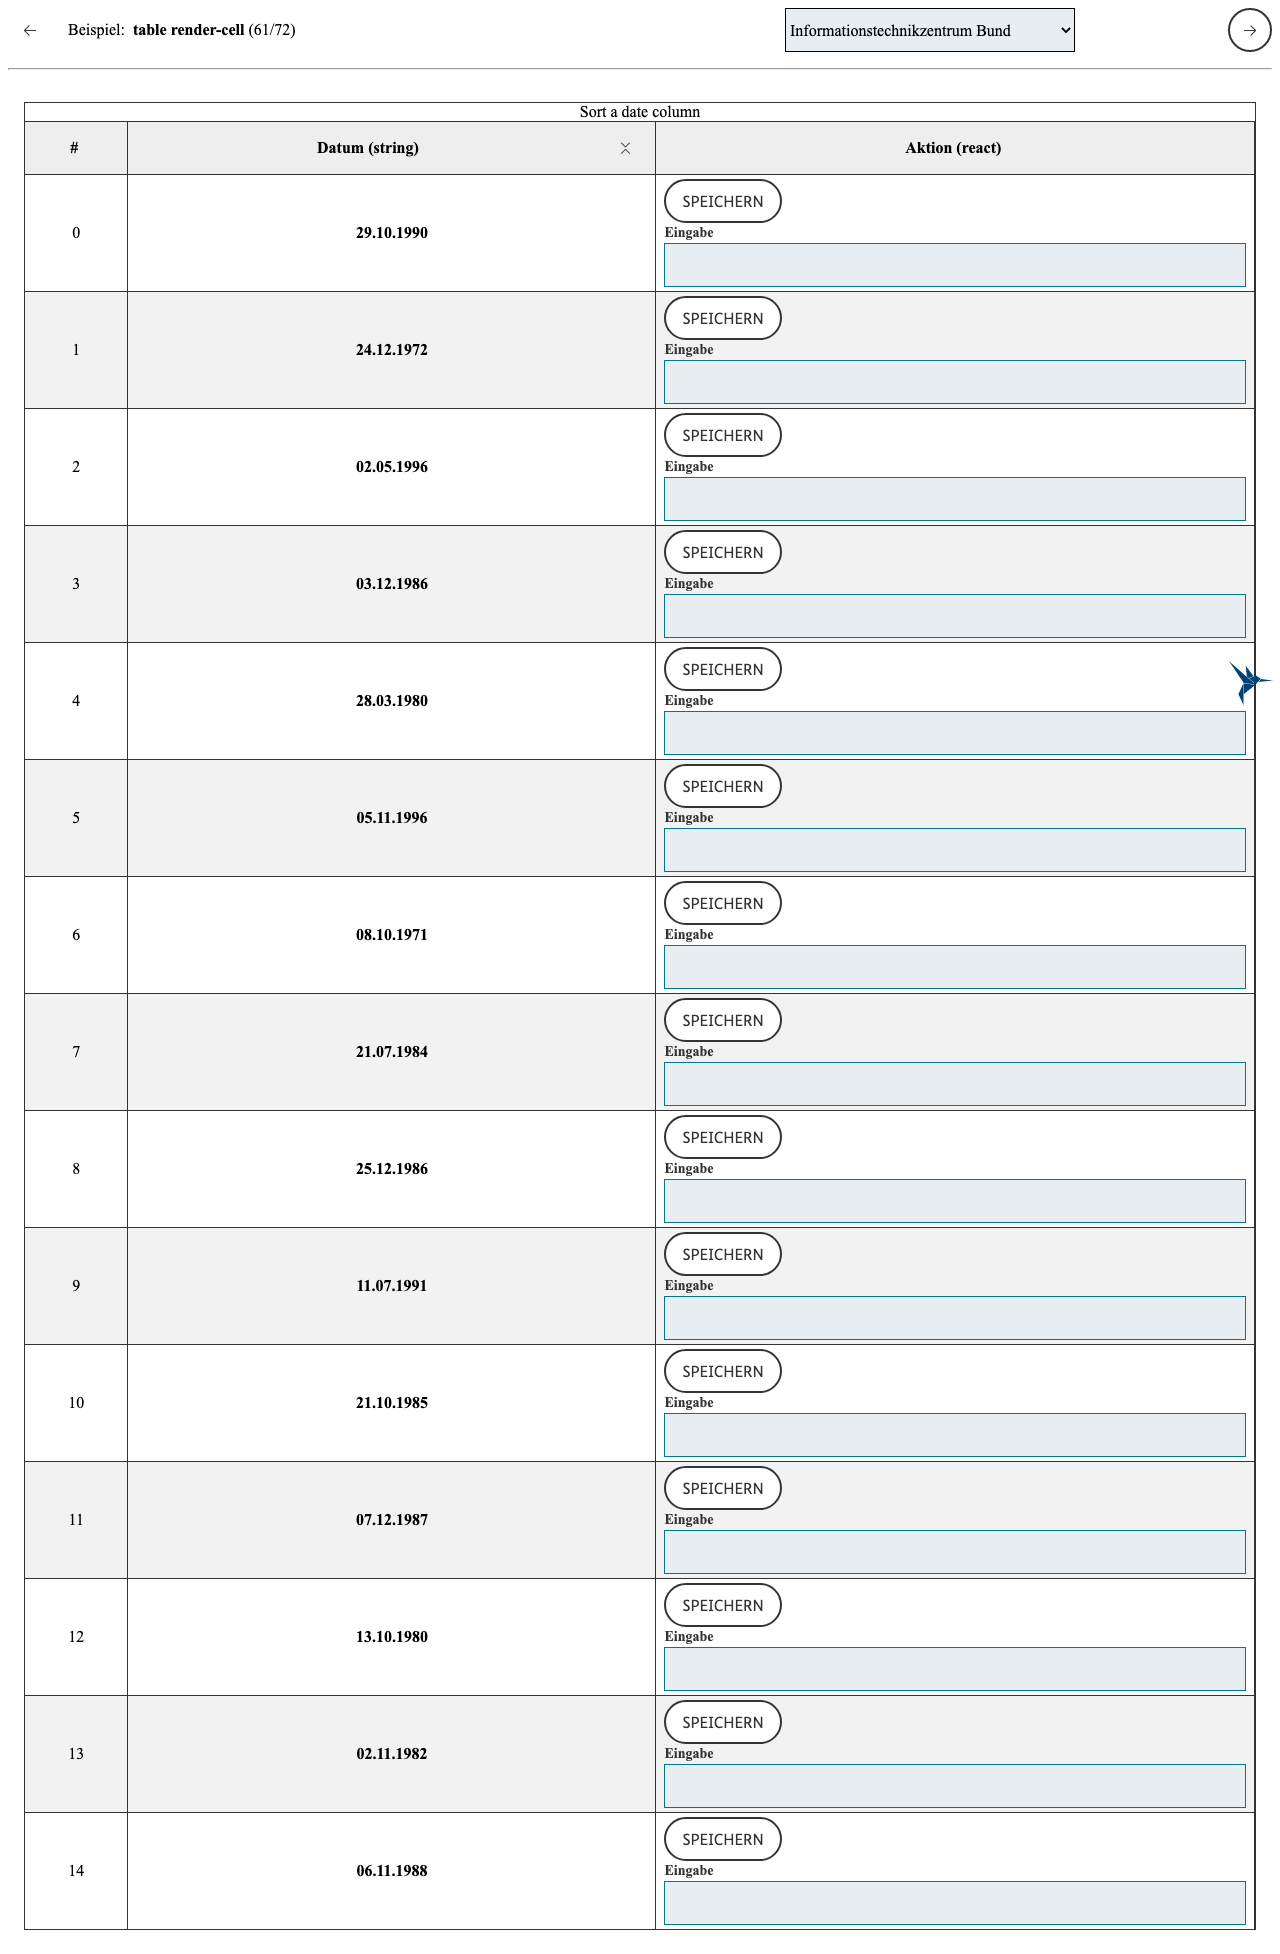 Beispiel: table render-cell (61/72)
Informationstechnikzentrum Bund
Sort a date column
# Datum (string) Aktion (react)
SPEICHERN
0 29.10.1990 Eingabe
SPEICHERN
1 24.12.1972 Eingabe
SPEICHERN
2 02.05.1996 Eingabe
SPEICHERN
3 03.12.1986 Eingabe
SPEICHERN
4 28.03.1980 Eingabe
SPEICHERN
5 05.11.1996 Eingabe
SPEICHERN
6 08.10.1971 Eingabe
SPEICHERN
7 21.07.1984 Eingabe
SPEICHERN
8 25.12.1986 Eingabe
SPEICHERN
9 11.07.1991 Eingabe
SPEICHERN
10 21.10.1985 Eingabe
SPEICHERN
11 07.12.1987 Eingabe
SPEICHERN
12 13.10.1980 Eingabe
SPEICHERN
13 02.11.1982 Eingabe
SPEICHERN
14 06.11.1988 Eingabe